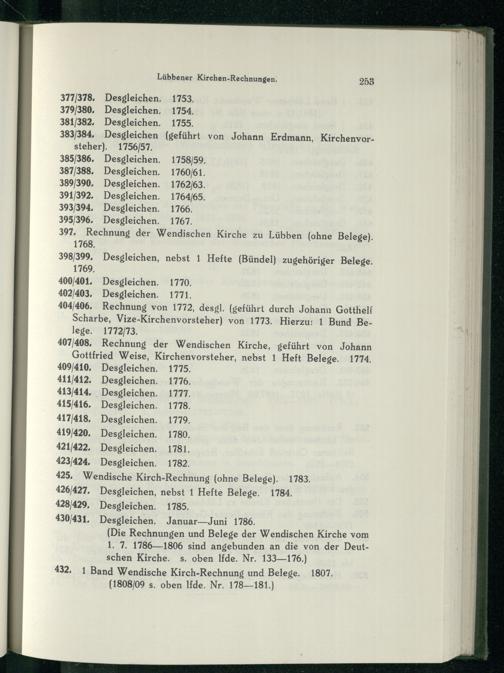 Lübbener Kirchen-Rechnungen. 253
377/378. Desgleichen. 1753.
379/380. Desgleichen. 1754.
381/382. Desgleichen. 1755.
383/384. Desgleichen (geführt von Johann Erdmann, Kirchenvor-
steher). 1756/57.
385/386. Desgleichen. 1758/59.
387/388. Desgleichen. 1760/61.
389/390. Desgleichen. 1762/63.
391/392. Desgleichen. 1764/65.
393/394. Desgleichen. 1766.
395/396. Desgleichen. 1767.
397. Rechnung der Wendischen Kirche zu Lübben (ohne Belege).
1768.
398/399. Desgleichen, nebst 1 Hefte (Bündel) zugehöriger Belege.
1769.
400/401. Desgleichen. 1770.
402/403. Desgleichen. 1771.
404/406. Rechnung von 1772, desgl. (geführt durch Johann Gotthelf
Scharbe, Vize-Kirchenvorsteher) von 1773. Hierzu: 1 Bund Be-
lege. 1772/73.
407/408. Rechnung der Wendischen Kirche, geführt von Johann
Gottfried Weise, Kirchenvorsteher, nebst 1 Heft Belege. 1774.
409/410. Desgleichen. 1775.
411/412. Desgleichen. 1776.
413/414. Desgleichen. 1777.
415/416. Desgleichen. 1778.
417/418. Desgleichen. 1779.
419/420. Desgleichen. 1780.
421/422. Desgleichen. 1781.
423/424. Desgleichen. 1782.
425. Wendische Kirch-Rechnung (ohne Belege). 1783.
426/427. Desgleichen, nebst 1 Hefte Belege. 1784.
428/429. Desgleichen. 1785.
430/431. Desgleichen. Januar—Juni 1786.
(Die Rechnungen und Belege der Wendischen Kirche vom
1. 7. 1786—1806 sind angebunden an die von der Deut-
schen Kirche. s. oben lfde. Nr. 133—176.)
432. 1 Band Wendische Kirch-Rechnung und Belege. 1807.
(1808/09 s. oben lfde. Nr. 178—181.)